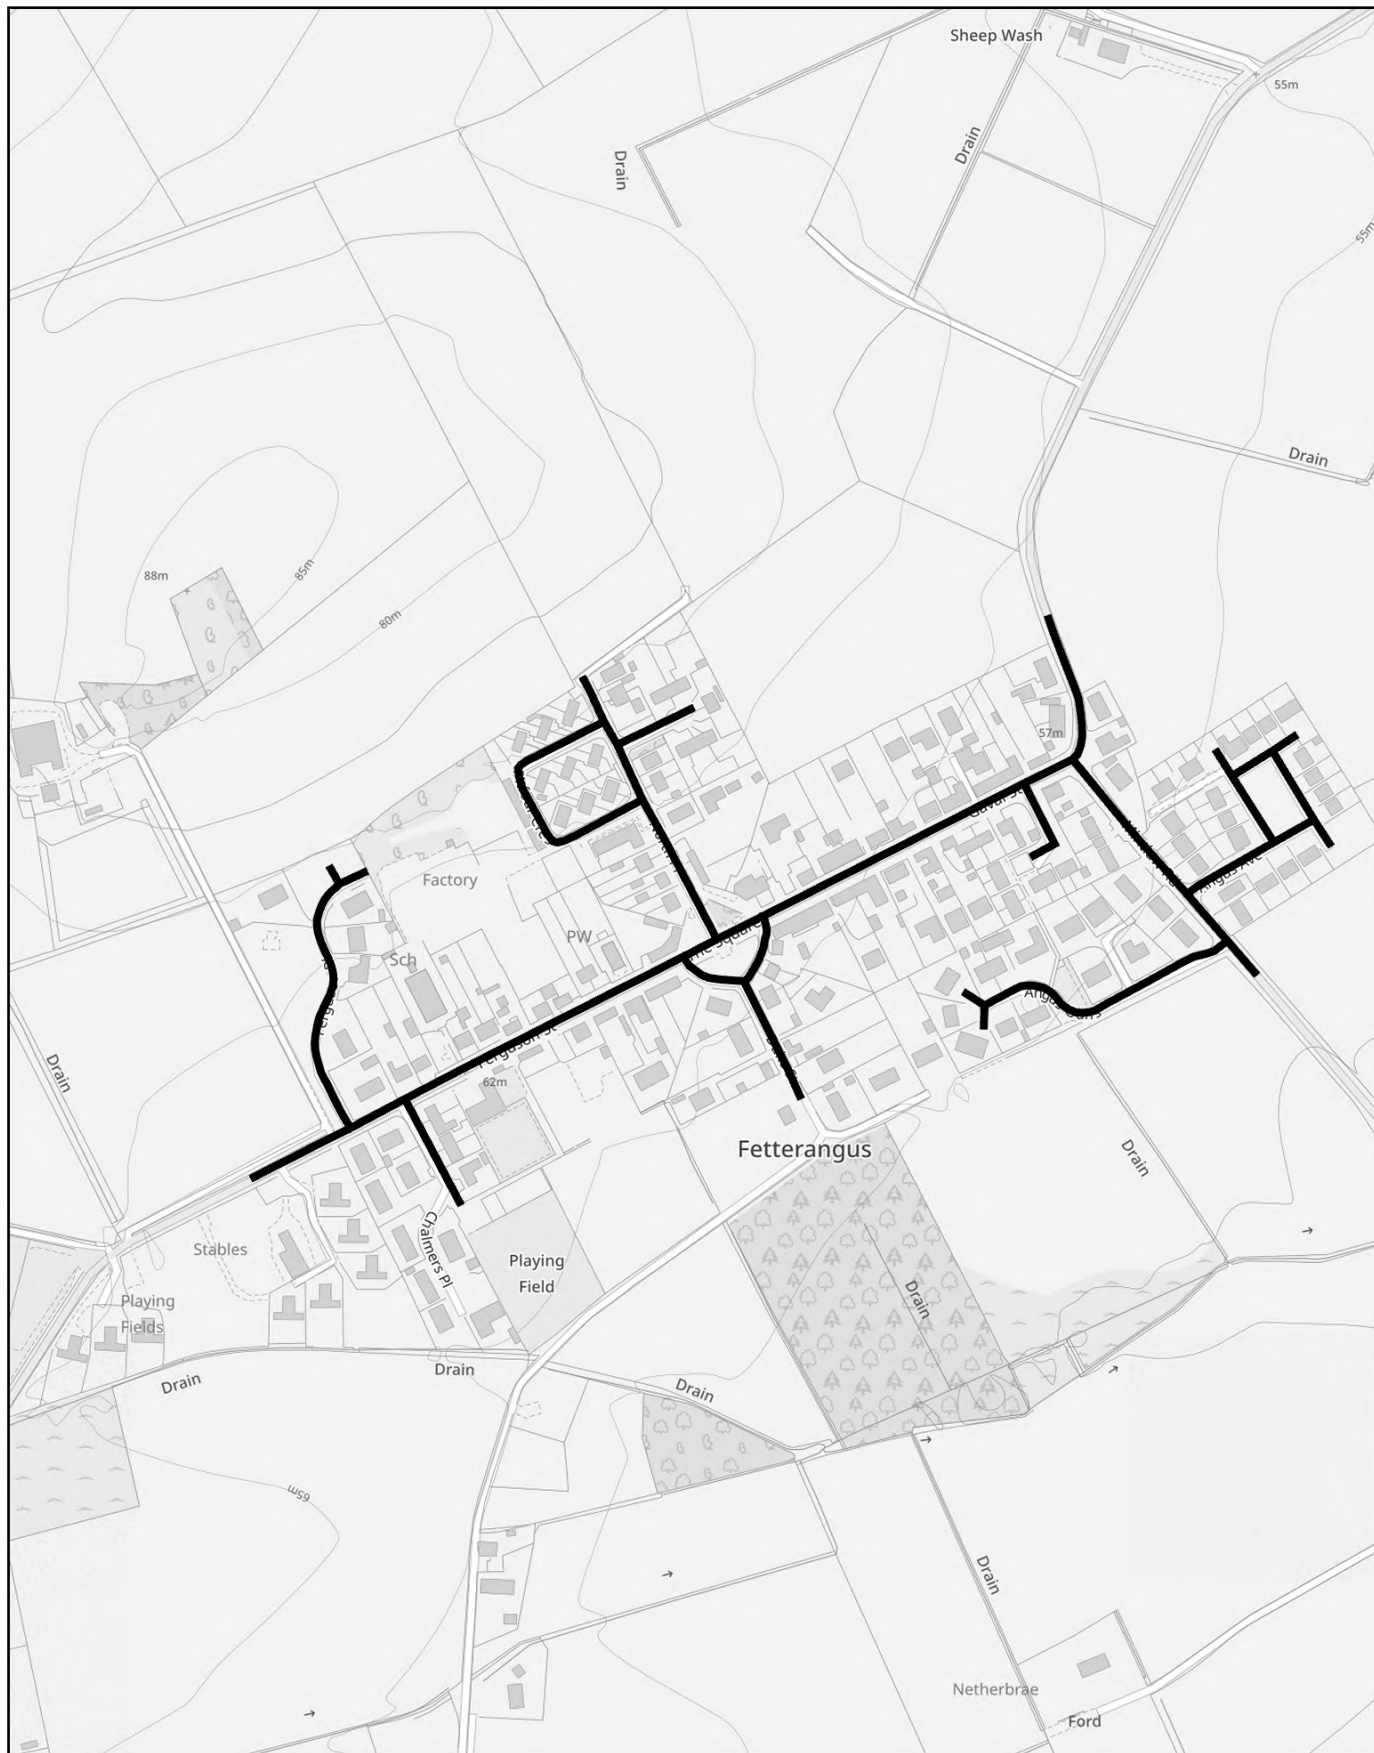 Sheep Wash
55m
Drain
Drain
55m
Drain
88m
85m
80m
57m
Factory
PW
Sch
The Square
Ferguson St
62m
Drain
Angus Ave
Fetterangus
Drain
Chalmers Pl
Stables
Playing
Field
Playing
Fields
Drain
Drain
Drain
Drain
65m
Drain
Netherbrae
Ford